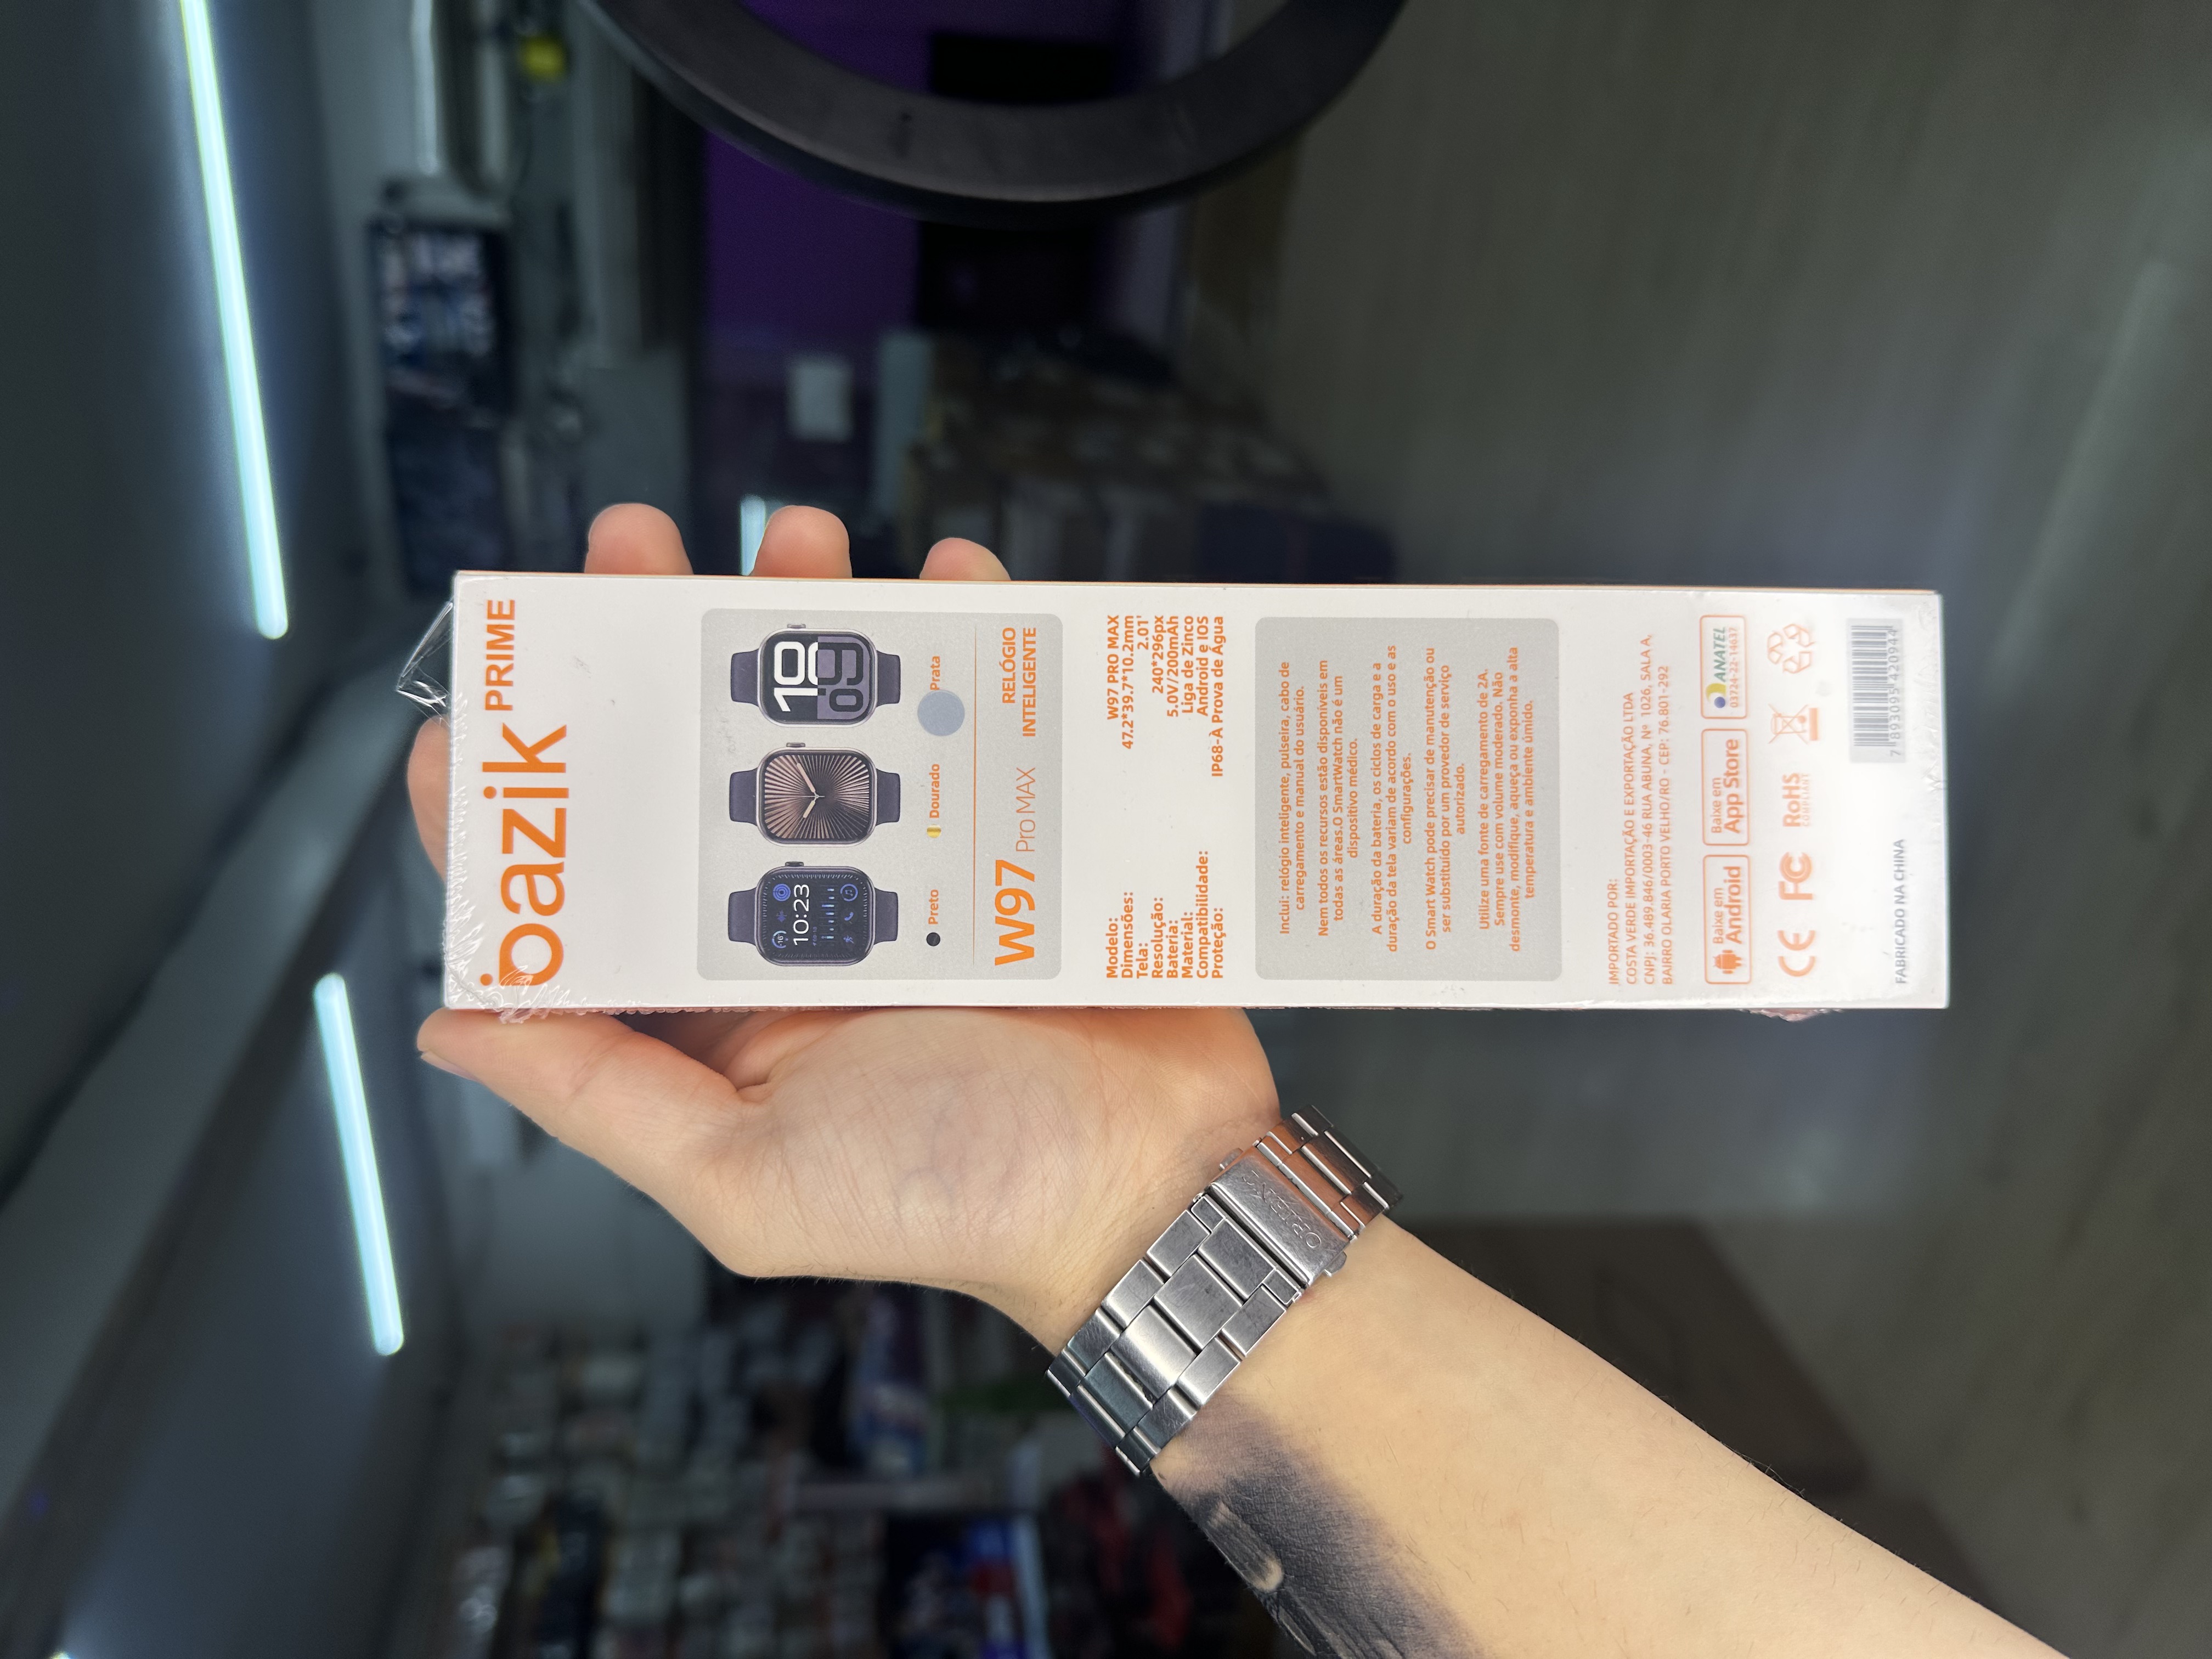 bazik PRIME
10:23
10
09
Preto
Dourado
Prata
W97 Pro MAX
RELÓGIO
INTELIGENTE
Modelo: W97 PRO MAX
Dimensões: 47.2*39.7*10.2mm
Tela: 2.01'
Resolução: 240*296px
Bateria: 5.0V/200mAh
Material: Liga de Zinco
Compatibilidade: Android e iOS
Proteção: IP68-À Prova de Água
Inclui: relógio inteligente, pulseira, cabo de
carregamento e manual do usuário.
Nem todos os recursos estão disponíveis em
todas as áreas.O SmartWatch não é um
dispositivo médico.
A duração da bateria, os ciclos de carga e a
duração da tela variam de acordo com o uso e as
configurações.
O Smart Watch pode precisar de manutenção ou
ser substituído por um provedor de serviço
autorizado.
Utilize uma fonte de carregamento de 2A.
Sempre use com volume moderado. Não
desmonte, modifique, aqueça ou exponha a alta
temperatura e ambiente úmido.
IMPORTADO POR:
COSTA VERDE IMPORTAÇÃO E EXPORTAÇÃO LTDA
CNPJ: 36.489.846/0003-46 RUA ABUNA, Nº 1026, SALA A,
BAIRRO OLARIA PORTO VELHO/RO - CEP: 76.801-292
Baixe em
Android
Baixe em
App Store
ANATEL
03724-22-14637
CE FC RoHS
COMPLIANT
FABRICADO NA CHINA
7 893095 420944
ORIENT